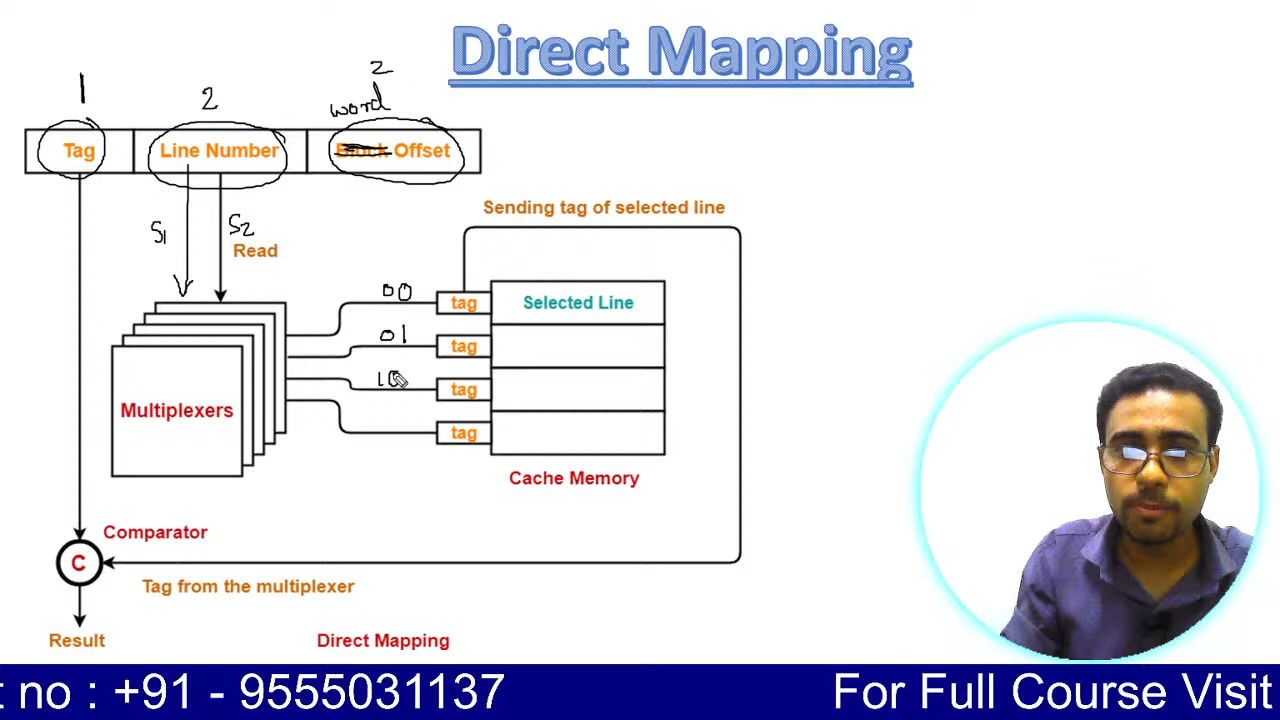 Direct Mapping
1 2 2
word
Tag Line Number Block Offset
S1 S2
Read
Sending tag of selected line
00 tag Selected Line
01 tag
10 tag
tag
Multiplexers
Cache Memory
Comparator
C
Tag from the multiplexer
Result
Direct Mapping
t no : +91 - 9555031137 For Full Course Visit